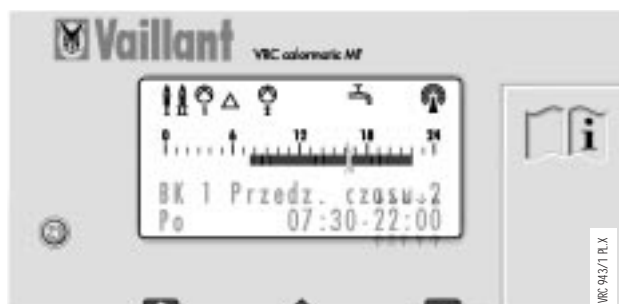 Vaillant
VRC calormatic MF
0 6 12 18 24
BK 1 Przedz. czasu 2
Po 07:30-22:00
i
VRC 943/1 PL X